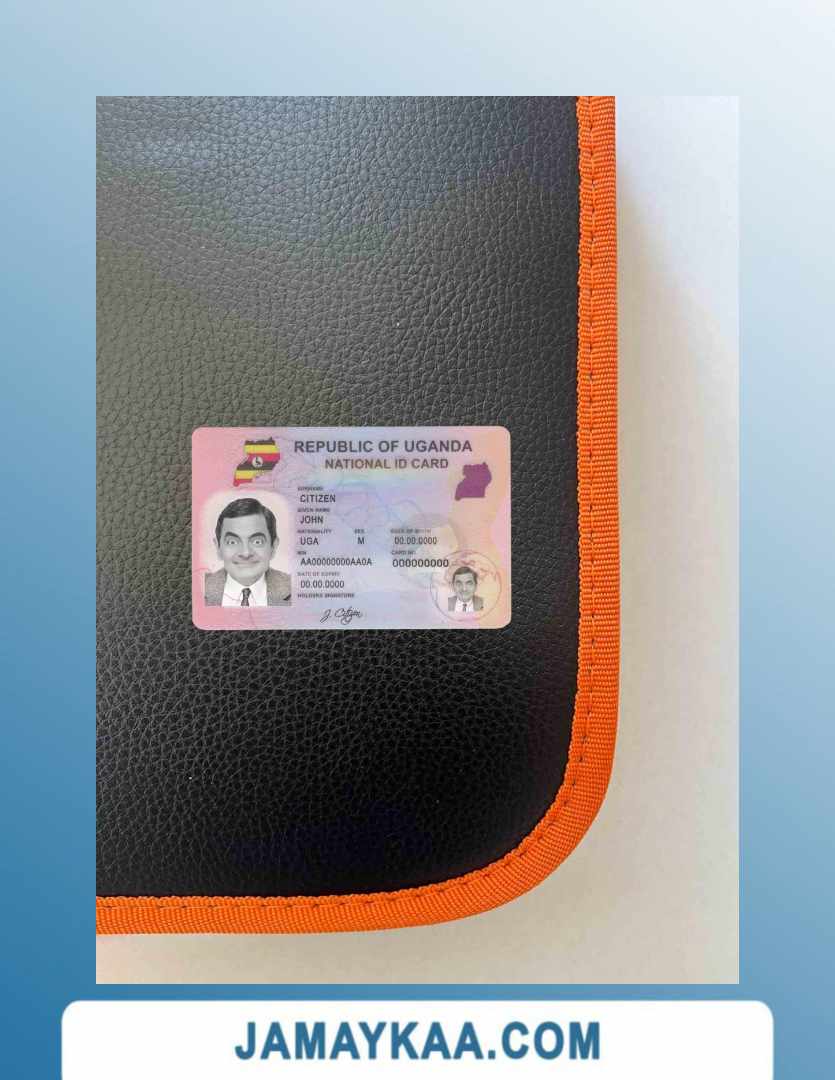 REPUBLIC OF UGANDA
NATIONAL ID CARD
SURNAME
CITIZEN
GIVEN NAME
JOHN
NATIONALITY SEX DATE OF BIRTH
UGA M 00.00.0000
NIN CARD NO.
AA00000000AA0A 000000000
DATE OF EXPIRY
00.00.0000
HOLDERS SIGNATURE
J. Citizen
JAMAYKAA.COM